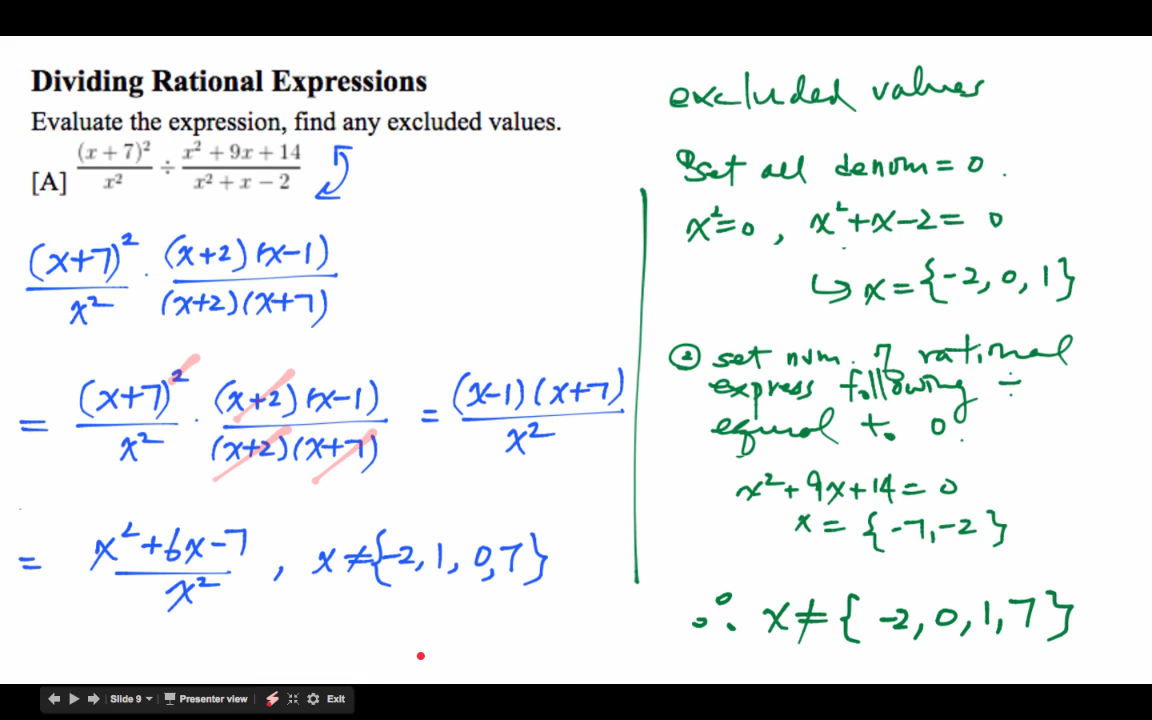 Dividing Rational Expressions
Evaluate the expression, find any excluded values.
[A] (x + 7)² / x² ÷ x² + 9x + 14 / x² + x − 2
(x+7)² / x² · (x+2)(x−1) / (x+2)(x+7)
= (x+7)² / x² · (x+2)(x−1) / (x+2)(x+7) = (x−1)(x+7) / x²
= x²+6x−7 / x² , x≠{−2, 1, 0,7}
excluded values
set all denom = 0.
x²=0, x²+x−2= 0
↳ x = {−2, 0, 1}
② set num. of rational
express following ÷
equal to 0.
x²+9x+14 = 0
x = {−7,−2}
∴ x≠{ −2, 0, 1, 7}
Slide 9
Presenter view
Exit